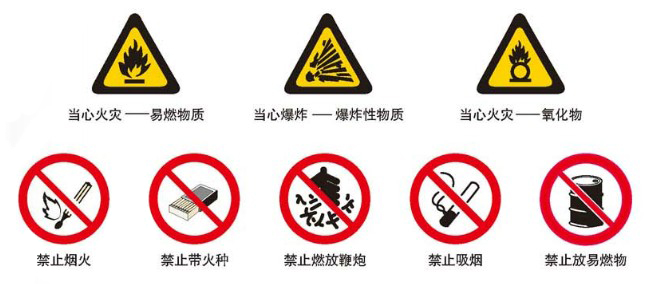 当心火灾——易燃物质
当心爆炸——爆炸性物质
当心火灾——氧化物
禁止烟火
禁止带火种
禁止燃放鞭炮
禁止吸烟
禁止放易燃物